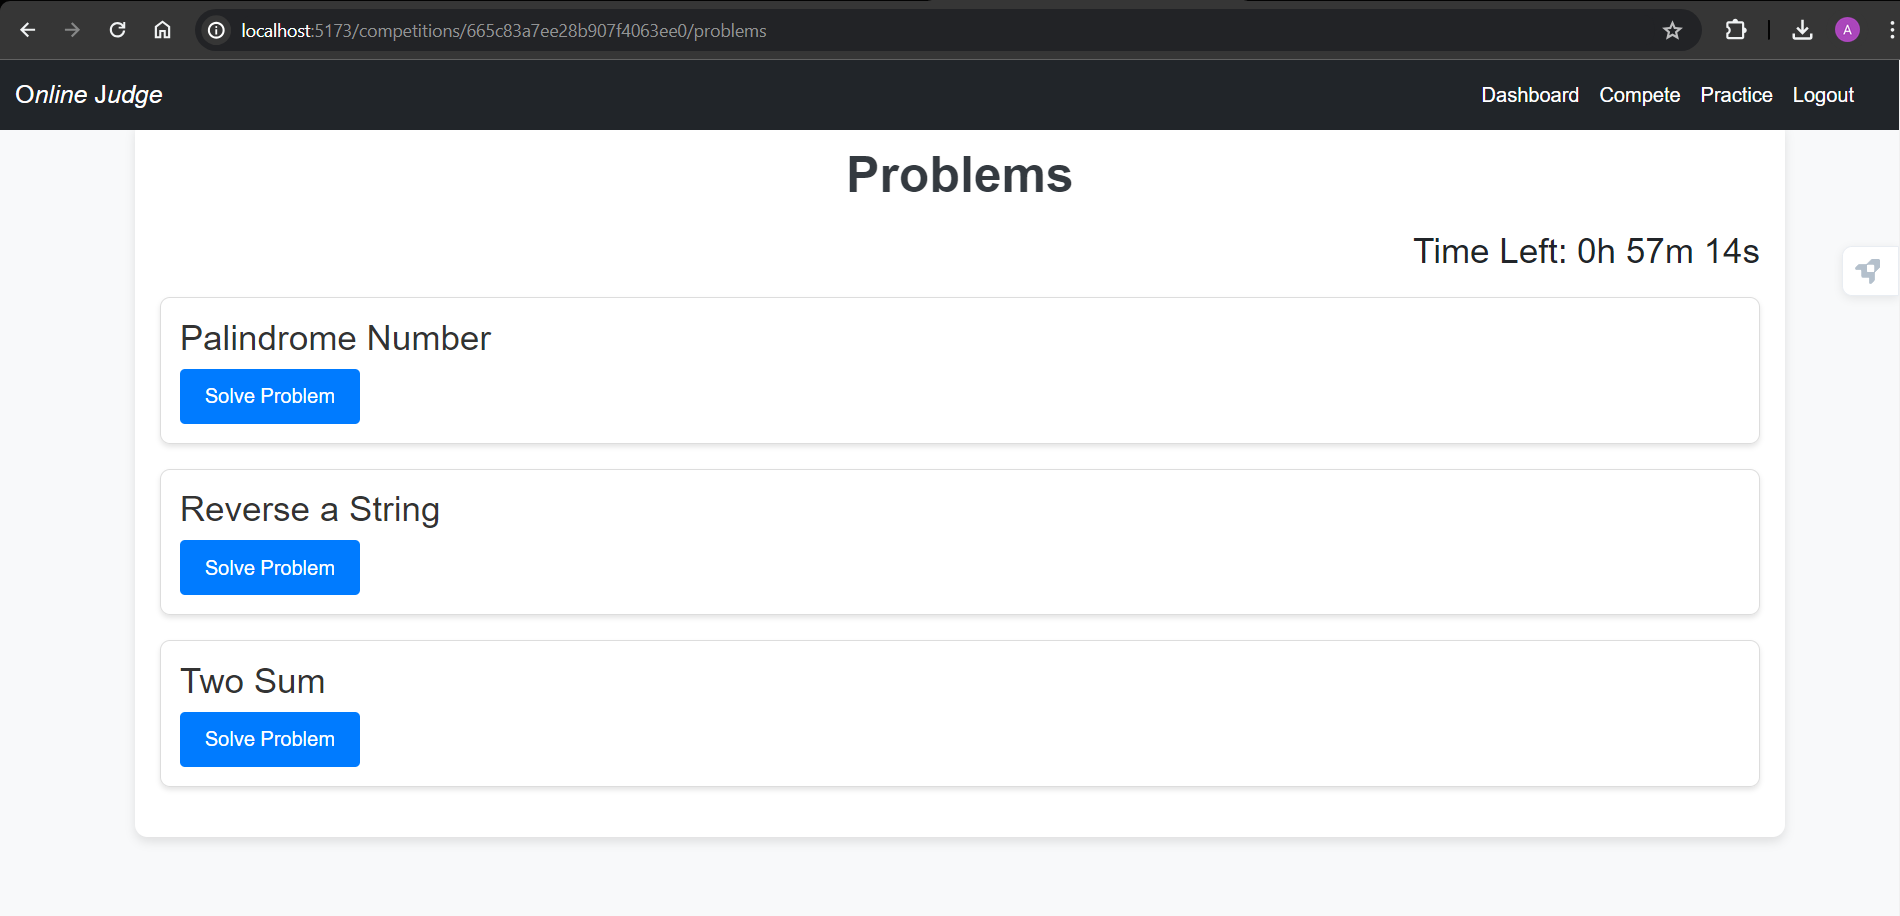 localhost:5173/competitions/665c83a7ee28b907f4063ee0/problems
A
Online Judge
Dashboard Compete Practice Logout
Problems
Time Left: 0h 57m 14s
Palindrome Number
Solve Problem
Reverse a String
Solve Problem
Two Sum
Solve Problem